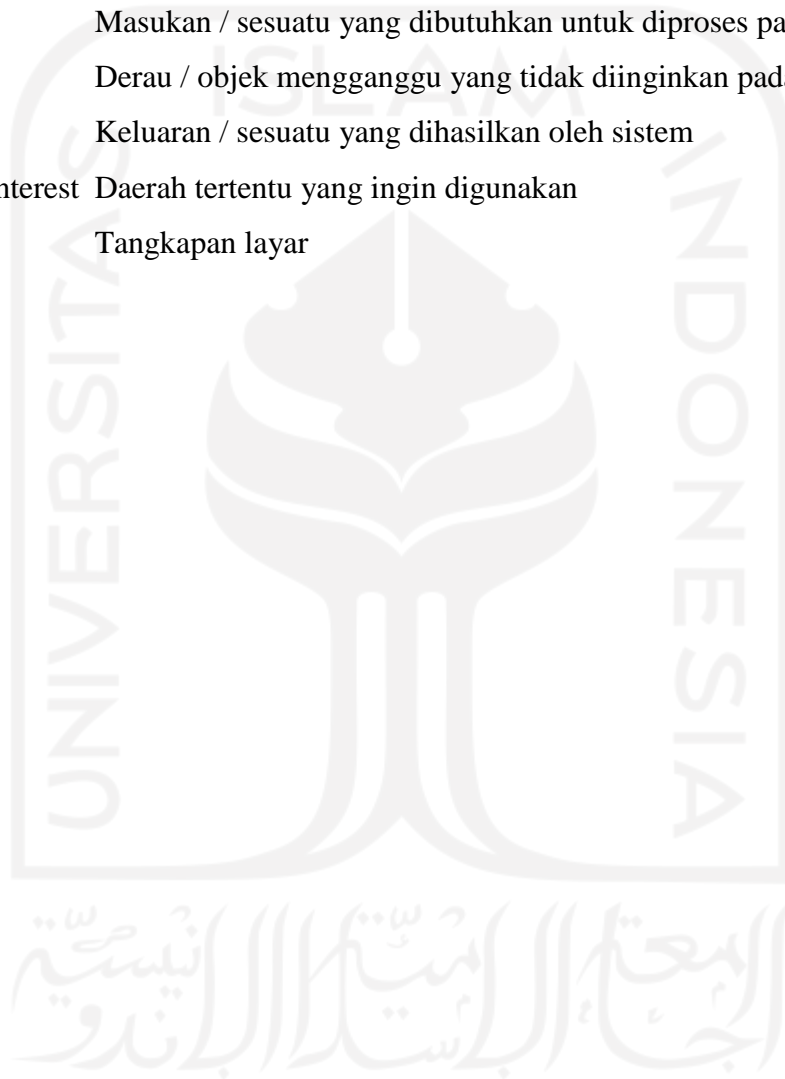 Masukan / sesuatu yang dibutuhkan untuk diproses pa
Derau / objek mengganggu yang tidak diinginkan pad
Keluaran / sesuatu yang dihasilkan oleh sistem
nterest Daerah tertentu yang ingin digunakan
Tangkapan layar
ISLAM
UNIVERSITAS
INDONESIA